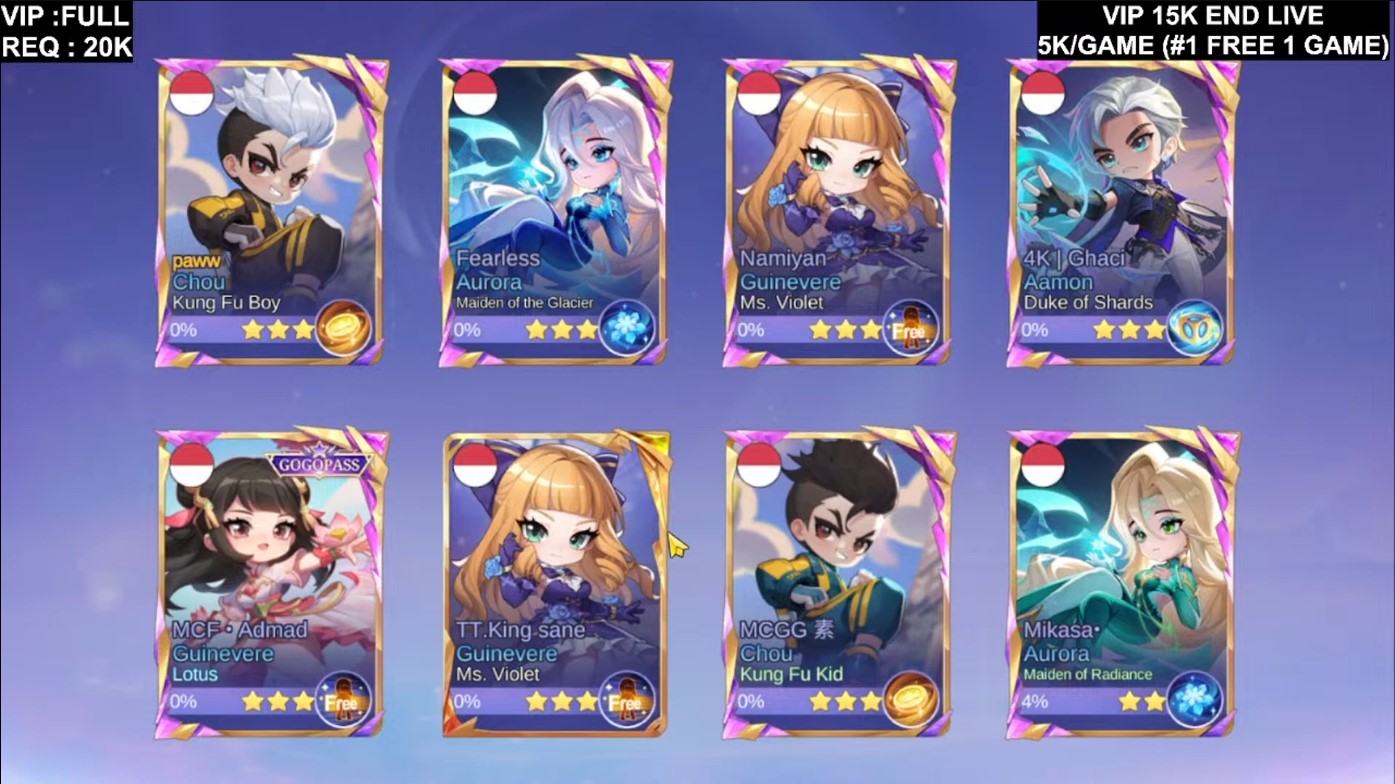 VIP :FULL
REQ : 20K
VIP 15K END LIVE
5K/GAME (#1 FREE 1 GAME)
paww
Chou
Kung Fu Boy
0%
Fearless
Aurora
Maiden of the Glacier
0%
Namiyan
Guinevere
Ms. Violet
0%
Free
4K | Ghaci
Aamon
Duke of Shards
0%
GOGOPASS
MCF • Admad
Guinevere
Lotus
0%
Free
TT.King sane
Guinevere
Ms. Violet
0%
Free
MCGG 素
Chou
Kung Fu Kid
0%
Mikasa•
Aurora
Maiden of Radiance
4%